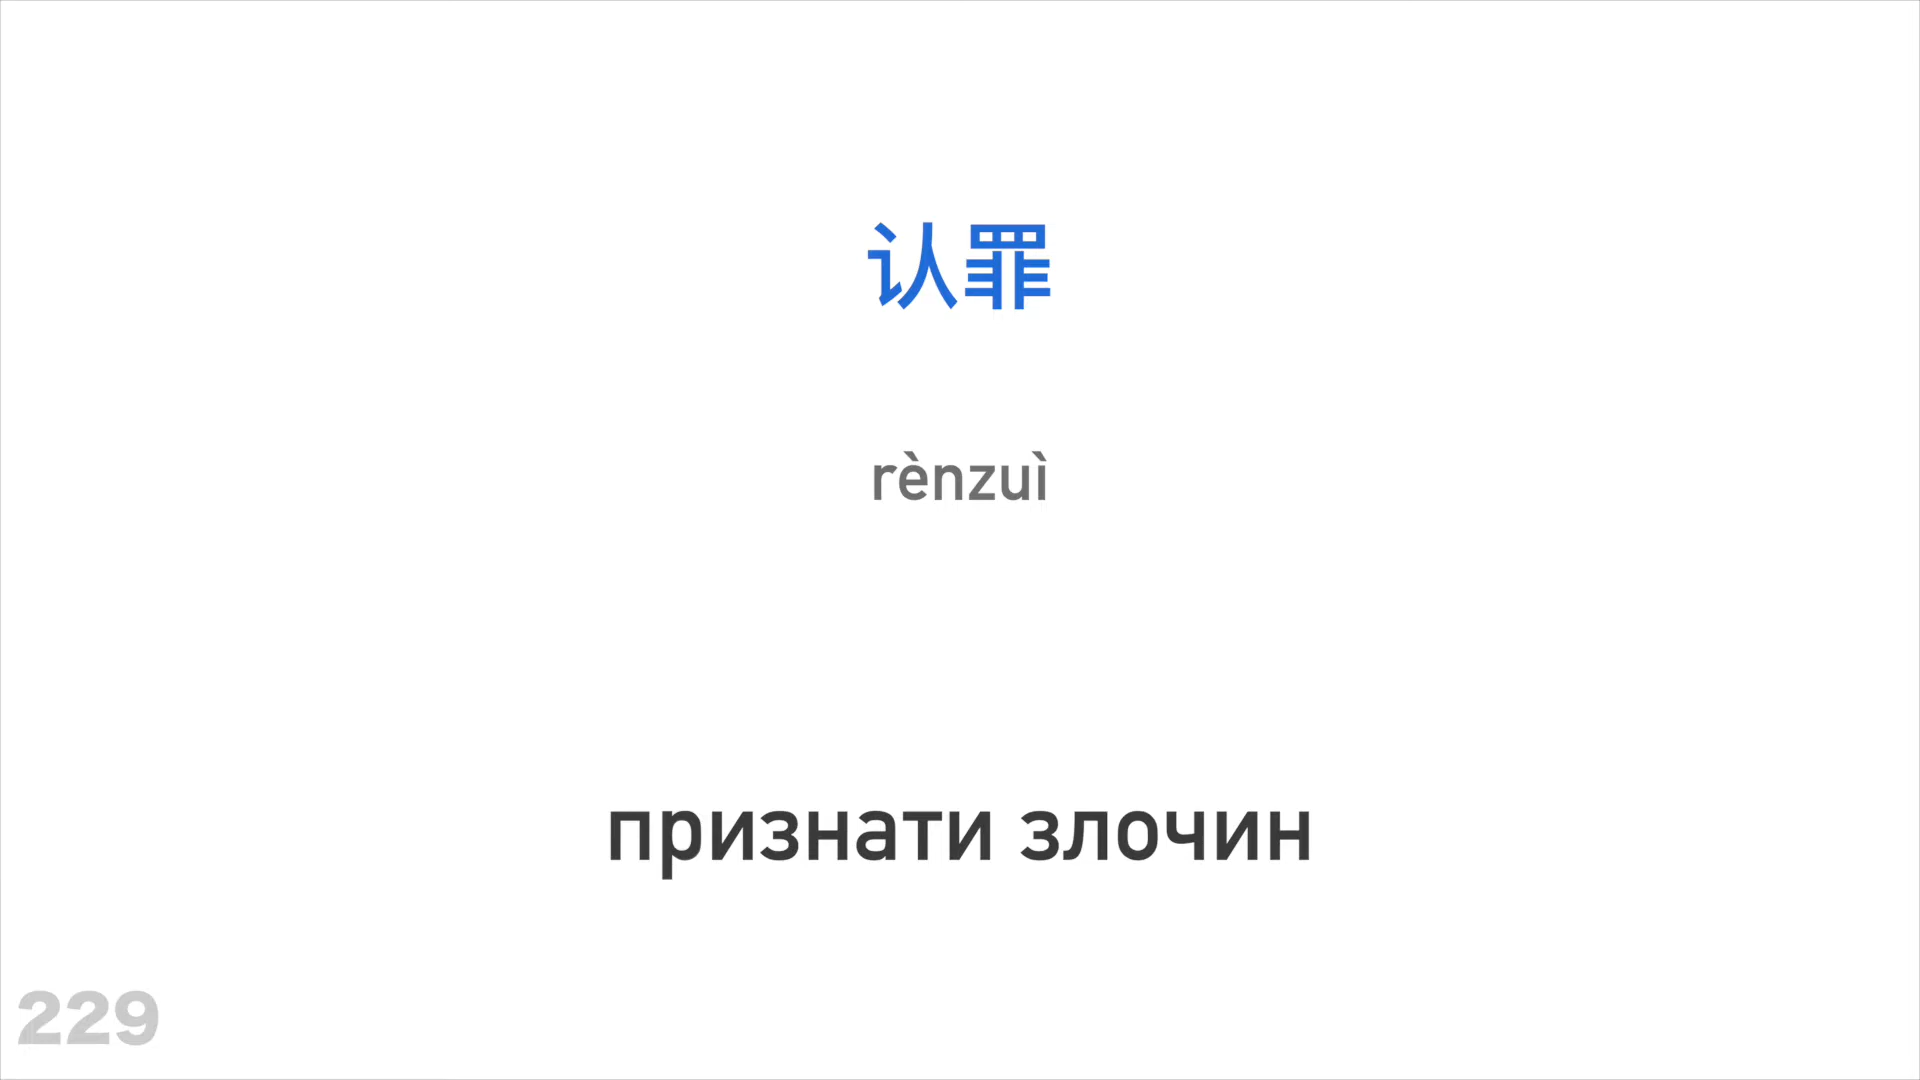 认罪
rènzuì
признати злочин
229